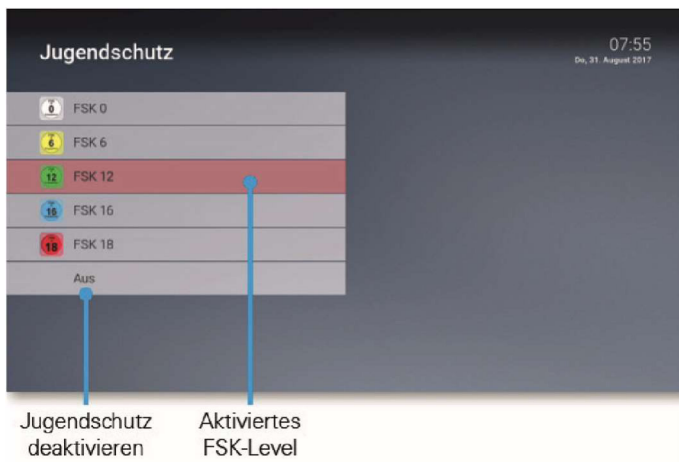 Jugendschutz
07:55
Do, 31. August 2017
0 FSK 0
6 FSK 6
12 FSK 12
16 FSK 16
18 FSK 18
Aus
Jugendschutz deaktivieren
Aktiviertes FSK-Level